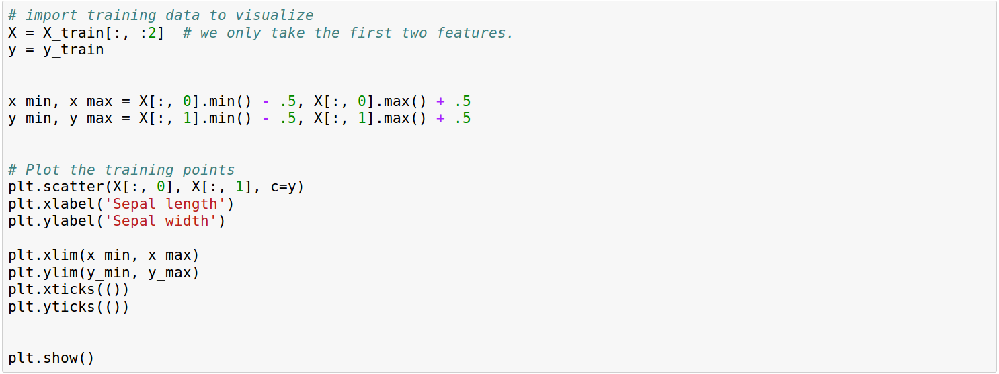 # import training data to visualize
X = X_train[:, :2]  # we only take the first two features.
y = y_train
x_min, x_max = X[:, 0].min() - .5, X[:, 0].max() + .5
y_min, y_max = X[:, 1].min() - .5, X[:, 1].max() + .5
# Plot the training points
plt.scatter(X[:, 0], X[:, 1], c=y)
plt.xlabel('Sepal length')
plt.ylabel('Sepal width')
plt.xlim(x_min, x_max)
plt.ylim(y_min, y_max)
plt.xticks(())
plt.yticks(())
plt.show()